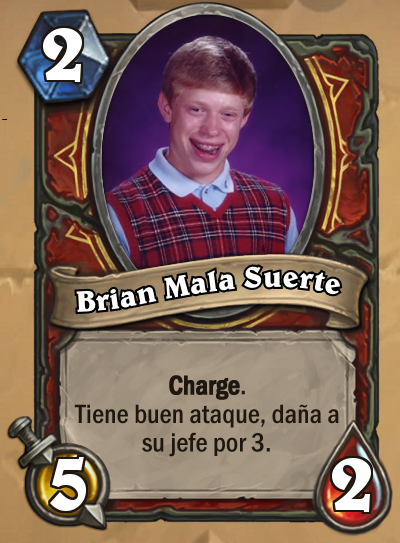 2
Brian Mala Suerte
Charge.
Tiene buen ataque, daña a
su jefe por 3.
5
2